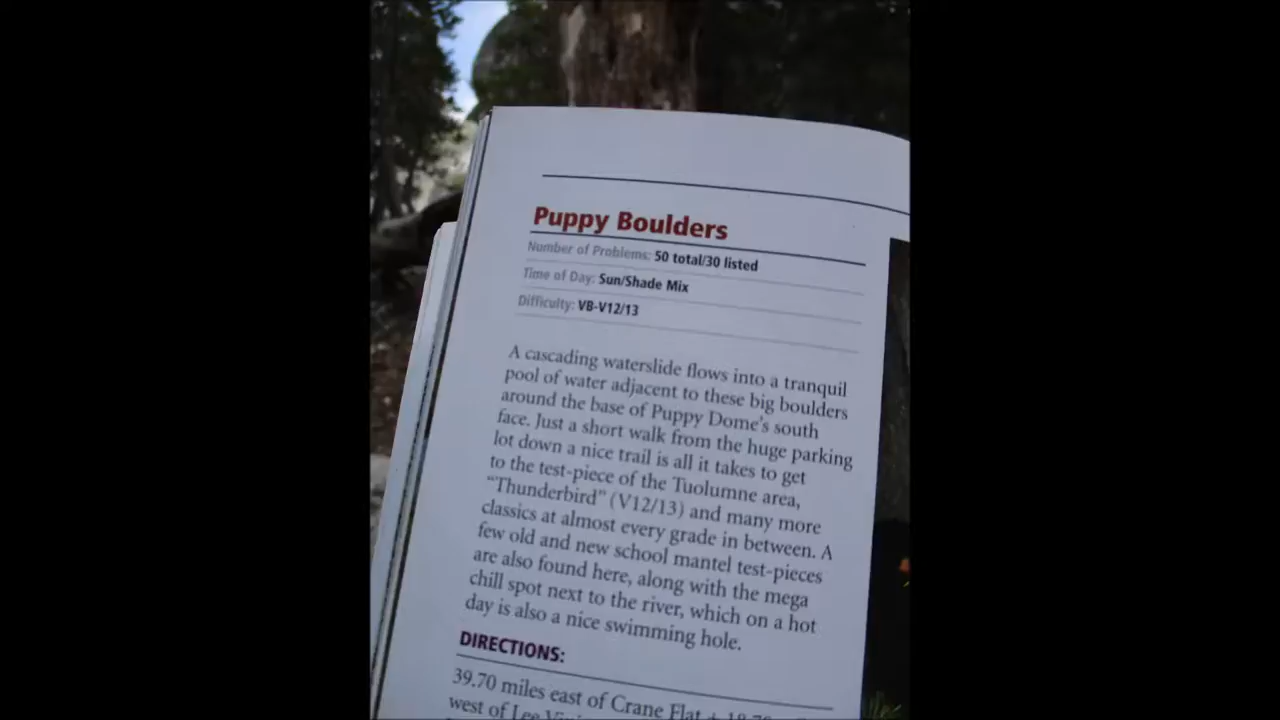 Puppy Boulders
Number of Problems: 50 total/30 listed
Time of Day: Sun/Shade Mix
Difficulty: VB-V12/13
A cascading waterslide flows into a tranquil
pool of water adjacent to these big boulders
around the base of Puppy Dome's south
face. Just a short walk from the huge parking
lot down a nice trail is all it takes to get
to the test-piece of the Tuolumne area,
"Thunderbird" (V12/13) and many more
classics at almost every grade in between. A
few old and new school mantel test-pieces
are also found here, along with the mega
chill spot next to the river, which on a hot
day is also a nice swimming hole.
DIRECTIONS:
39.70 miles east of Crane Flat
west of Lee